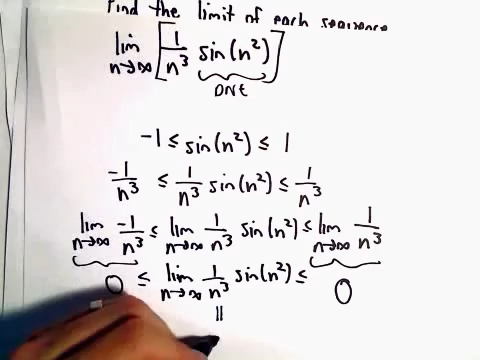 Find the limit of each sequence
lim n→∞ [ 1/n³ sin(n²) ]
DNE
-1 ≤ sin(n²) ≤ 1
-1/n³ ≤ 1/n³ sin(n²) ≤ 1/n³
lim n→∞ -1/n³ ≤ lim n→∞ 1/n³ sin(n²) ≤ lim n→∞ 1/n³
0 ≤ lim n→∞ 1/n³ sin(n²) ≤ 0
=